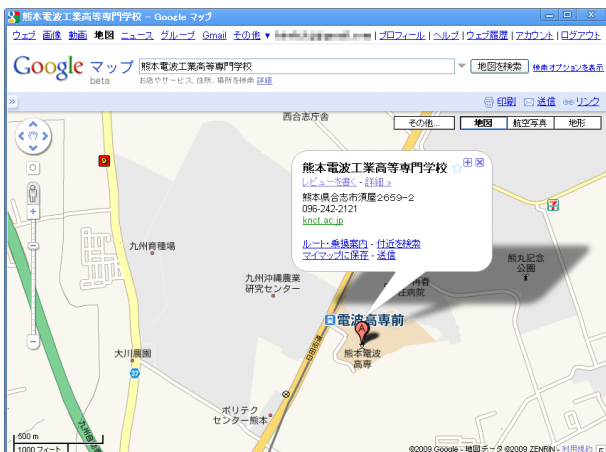 熊本電波工業高等専門学校 - Google マップ
ウェブ 画像 動画 地図 ニュース グループ Gmail その他 ▼
| プロフィール | ヘルプ | ウェブ履歴 | アカウント | ログアウト
Google マップ
beta
熊本電波工業高等専門学校
地図を検索
検索オプションを表示
お店やサービス、住所、場所を検索 詳細
»
印刷 送信 リンク
西合志庁舎
その他...
地図
航空写真
地形
熊本電波工業高等専門学校
レビューを書く - 詳細 »
熊本県合志市須屋2659-2
096-242-2121
knct.ac.jp
ルート・乗換案内 - 付近を検索
マイマップに保存 - 送信
九州育種場
九州沖縄農業
研究センター
熊丸記念
公園
電波高専前
A
熊本電波
高専
大川農園
37
ポリテク
センター熊本
500 m
1000 フィート
©2009 Google - 地図データ ©2009 ZENRIN - 利用規約